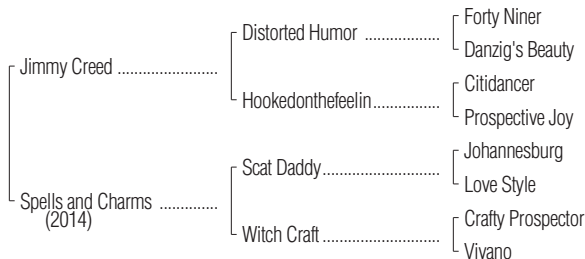 Forty Niner
Distorted Humor ..................
Danzig's Beauty
Jimmy Creed ........................
Citidancer
Hookedonthefeelin................
Prospective Joy
Johannesburg
Scat Daddy............................
Love Style
Spells and Charms ..............
(2014)
Crafty Prospector
Witch Craft.............................
Vivano